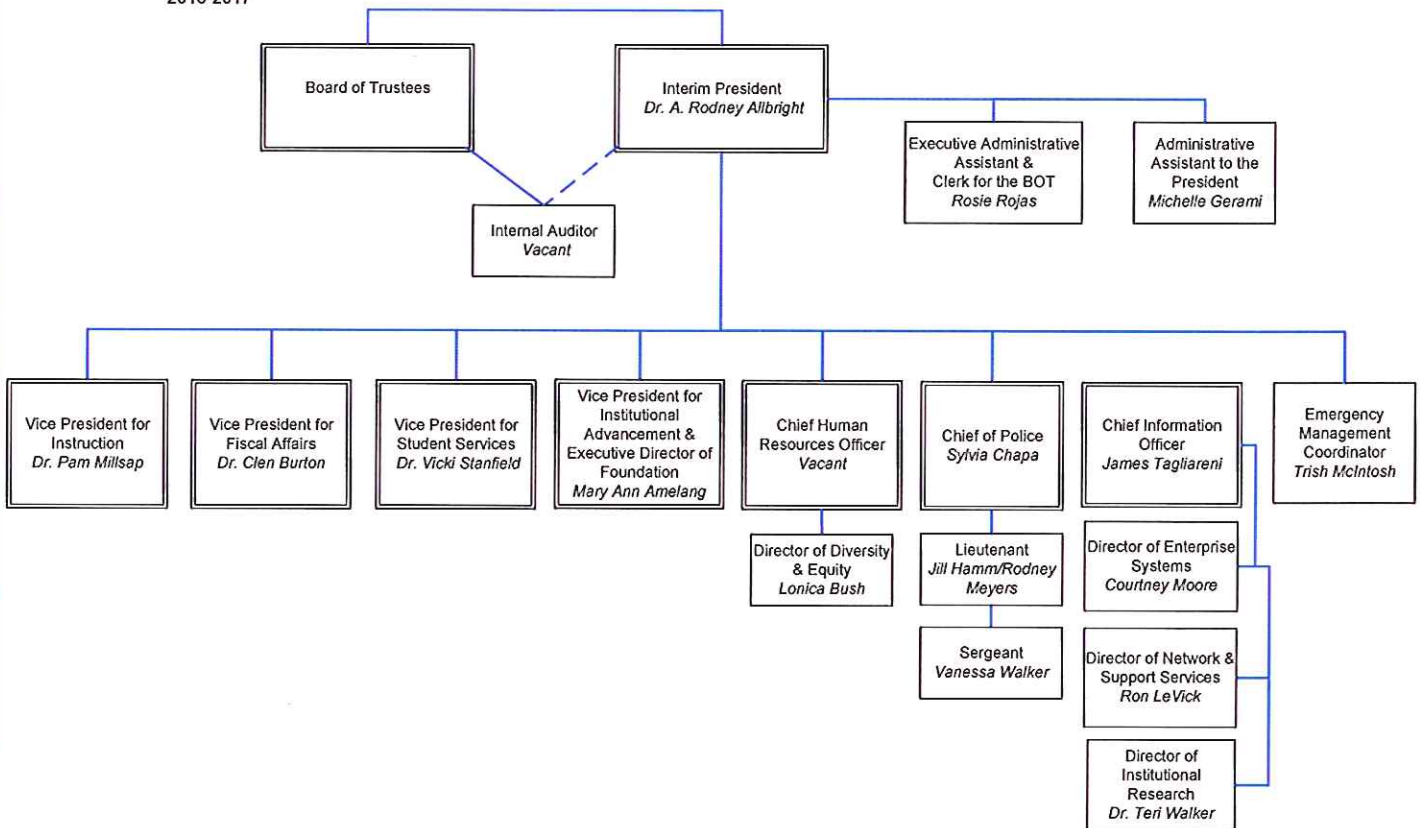 2016-2017
Board of Trustees
Interim President
Dr. A. Rodney Allbright
Executive Administrative
Assistant &
Clerk for the BOT
Rosie Rojas
Administrative
Assistant to the
President
Michelle Gerami
Internal Auditor
Vacant
Vice President for
Instruction
Dr. Pam Millsap
Vice President for
Fiscal Affairs
Dr. Clen Burton
Vice President for
Student Services
Dr. Vicki Stanfield
Vice President for
Institutional
Advancement &
Executive Director of
Foundation
Mary Ann Amelang
Chief Human
Resources Officer
Vacant
Chief of Police
Sylvia Chapa
Chief Information
Officer
James Tagliareni
Emergency
Management
Coordinator
Trish McIntosh
Director of Diversity
& Equity
Lonica Bush
Lieutenant
Jill Hamm/Rodney
Meyers
Sergeant
Vanessa Walker
Director of Enterprise
Systems
Courtney Moore
Director of Network &
Support Services
Ron LeVick
Director of
Institutional
Research
Dr. Teri Walker